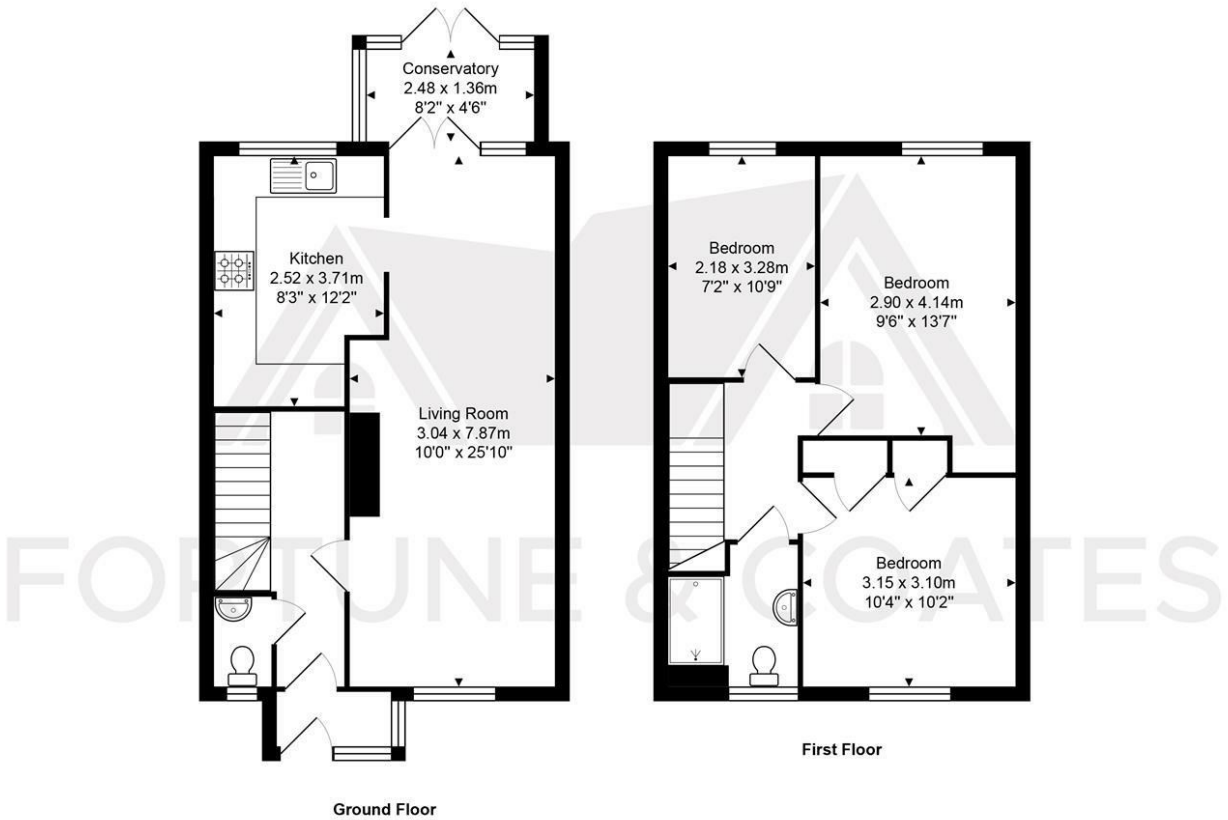 Conservatory
2.48 x 1.36m
8'2" x 4'6"
Kitchen
2.52 x 3.71m
8'3" x 12'2"
Living Room
3.04 x 7.87m
10'0" x 25'10"
Bedroom
2.18 x 3.28m
7'2" x 10'9"
Bedroom
2.90 x 4.14m
9'6" x 13'7"
Bedroom
3.15 x 3.10m
10'4" x 10'2"
FORTUNE & COATES
First Floor
Ground Floor